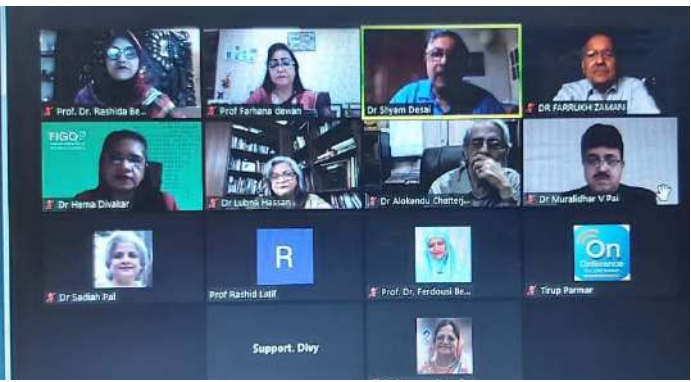 Prof. Dr. Rashida Be...
Prof Farhana dewan
Dr Shyam Desai
DR FARRUKH ZAMAN
FIGO
Dr Hema Divakar
Dr Lubna Hassan
Dr Alokendu Chatterj...
Dr Muralidhar V Pai
Dr Sadiah Pal
R
Prof Rashid Latif
Prof. Dr. Ferdousi Be...
On
Conference
Tirup Parmar
Support. Divy